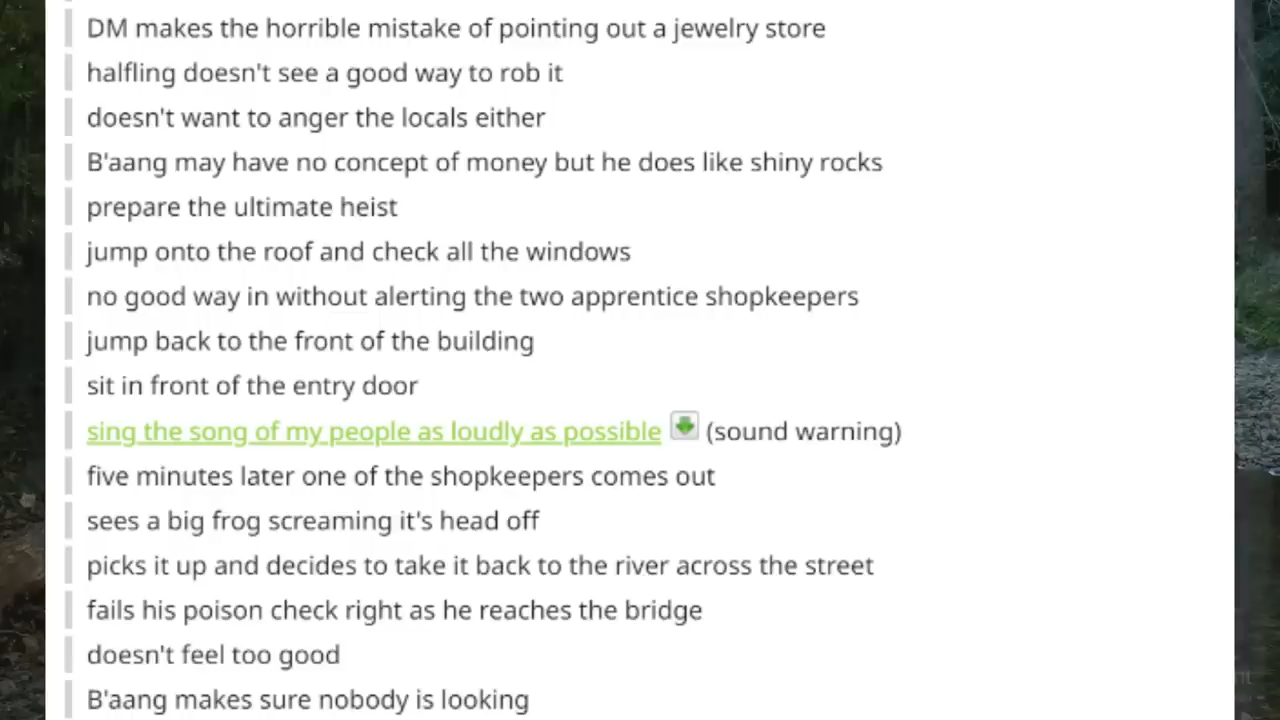 DM makes the horrible mistake of pointing out a jewelry store
halfling doesn't see a good way to rob it
doesn't want to anger the locals either
B'aang may have no concept of money but he does like shiny rocks
prepare the ultimate heist
jump onto the roof and check all the windows
no good way in without alerting the two apprentice shopkeepers
jump back to the front of the building
sit in front of the entry door
sing the song of my people as loudly as possible (sound warning)
five minutes later one of the shopkeepers comes out
sees a big frog screaming it's head off
picks it up and decides to take it back to the river across the street
fails his poison check right as he reaches the bridge
doesn't feel too good
B'aang makes sure nobody is looking